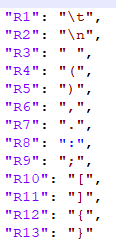 "R1": "\t",
"R2": "\n",
"R3": " ",
"R4": "(",
"R5": ")",
"R6": ",",
"R7": ".",
"R8": ":",
"R9": ";",
"R10": "[",
"R11": "]",
"R12": "{",
"R13": "}"